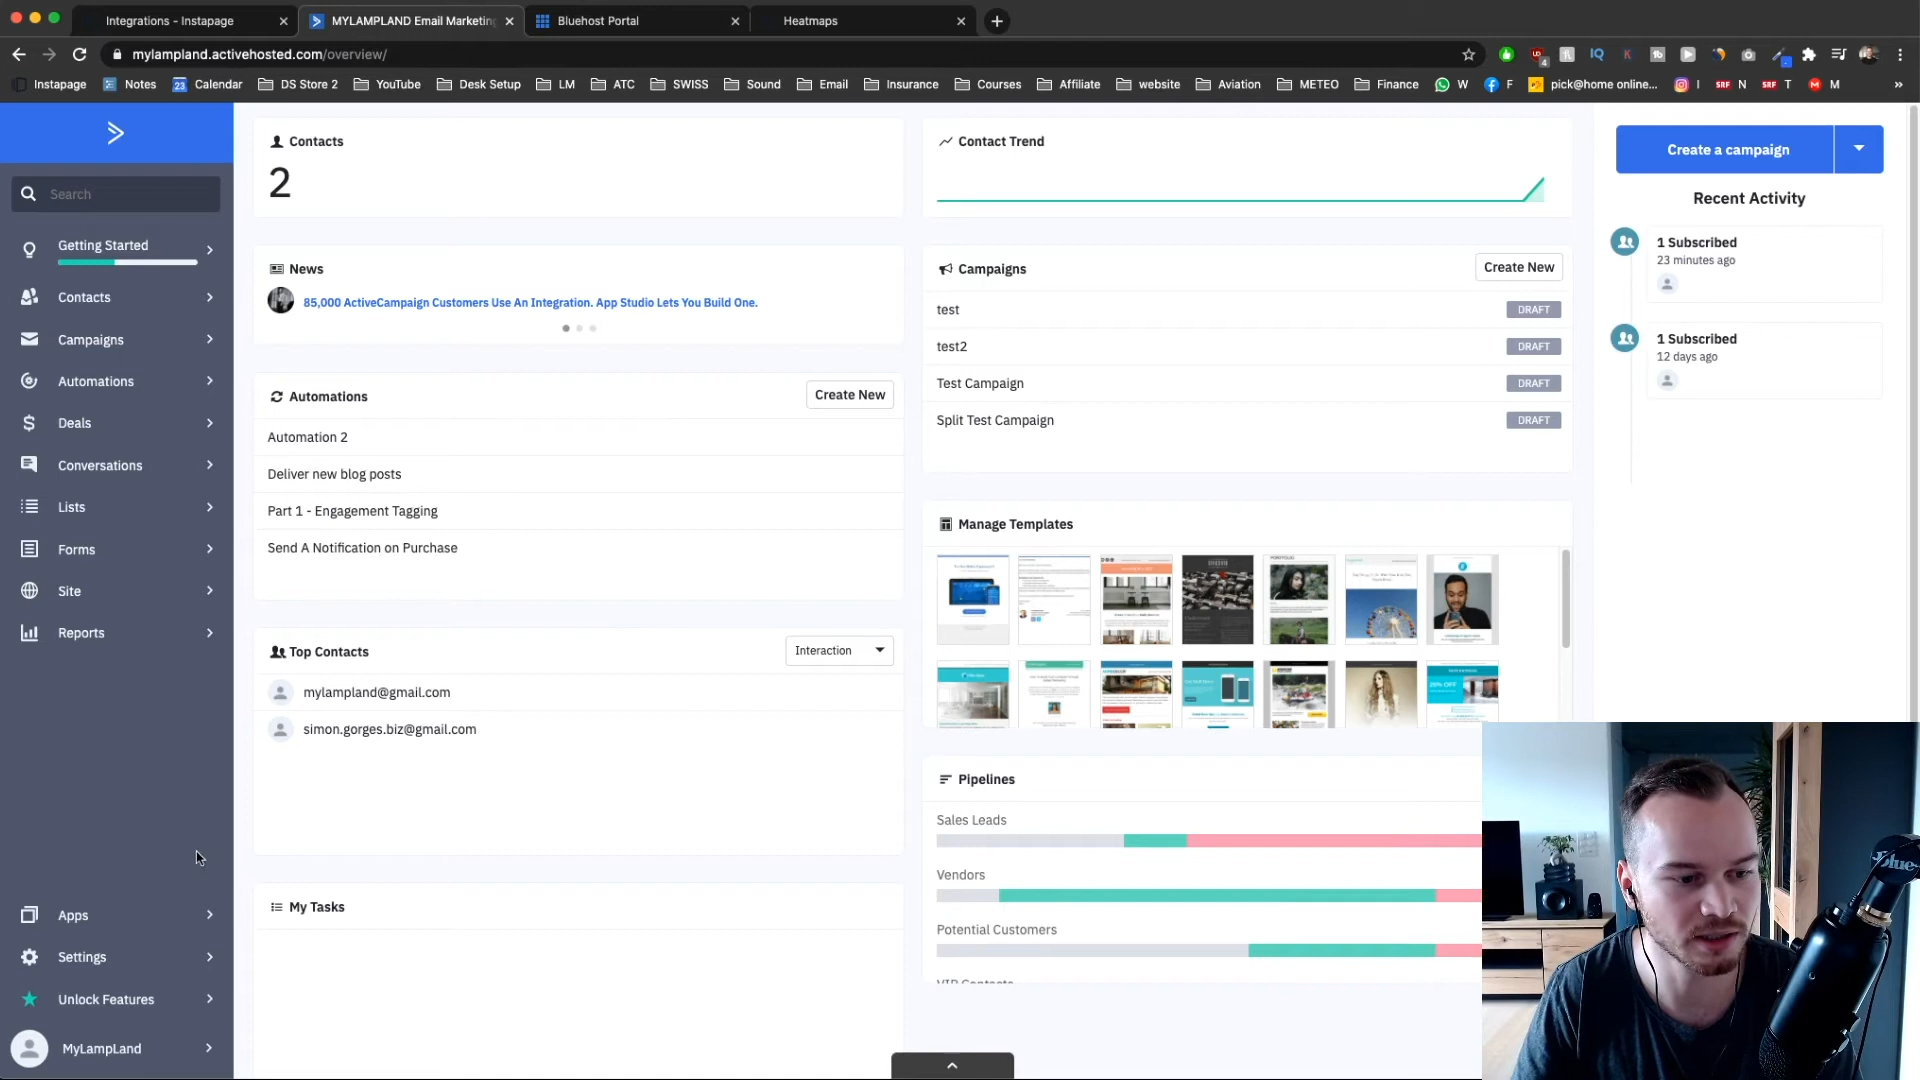 Integrations - Instapage
MYLAMPLAND Email Marketing
Bluehost Portal
Heatmaps
mylampland.activehosted.com/overview/
Instapage
Notes
Calendar
DS Store 2
YouTube
Desk Setup
LM
ATC
SWISS
Sound
Email
Insurance
Courses
Affiliate
website
Aviation
METEO
Finance
W
F
pick@home online...
I
N
T
M
Search
Getting Started
Contacts
Campaigns
Automations
Deals
Conversations
Lists
Forms
Site
Reports
Apps
Settings
Unlock Features
MyLampLand
Contacts
2
News
85,000 ActiveCampaign Customers Use An Integration. App Studio Lets You Build One.
Automations
Create New
Automation 2
Deliver new blog posts
Part 1 - Engagement Tagging
Send A Notification on Purchase
Top Contacts
Interaction
mylampland@gmail.com
simon.gorges.biz@gmail.com
My Tasks
Contact Trend
Campaigns
Create New
test
DRAFT
test2
DRAFT
Test Campaign
DRAFT
Split Test Campaign
DRAFT
Manage Templates
Pipelines
Sales Leads
Vendors
Potential Customers
VIP Contacts
Create a campaign
Recent Activity
1 Subscribed
23 minutes ago
1 Subscribed
12 days ago